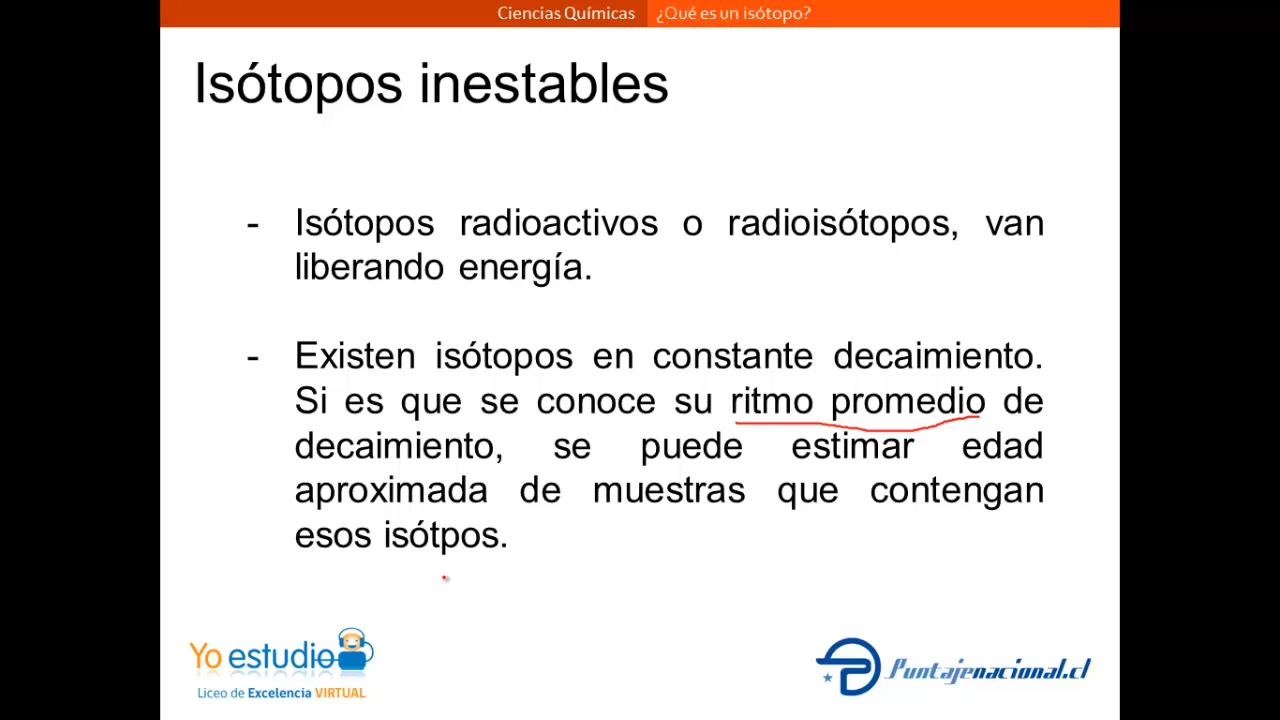 Ciencias Químicas ¿Qué es un isótopo?
Isótopos inestables
- Isótopos radioactivos o radioisótopos, van
liberando energía.
- Existen isótopos en constante decaimiento.
Si es que se conoce su ritmo promedio de
decaimiento, se puede estimar edad
aproximada de muestras que contengan
esos isótpos.
Yo estudio
Liceo de Excelencia VIRTUAL
Puntajenacional.cl